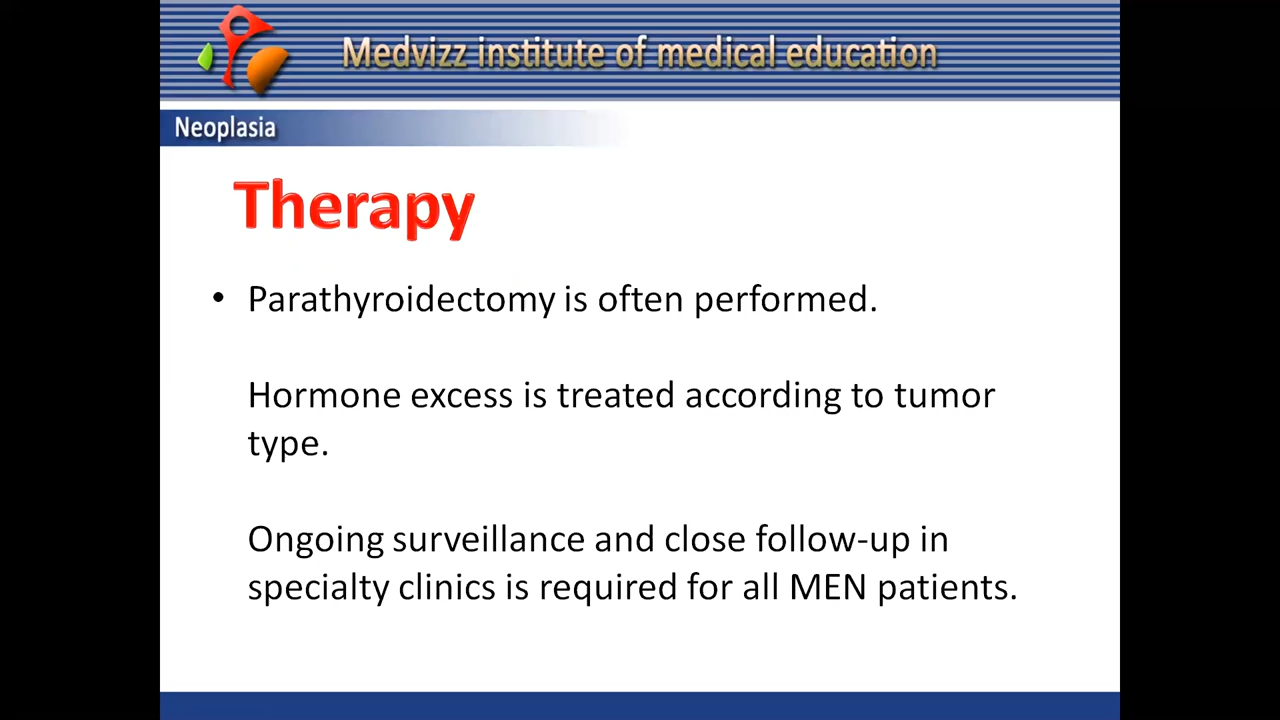 Medvizz institute of medical education
Neoplasia
Therapy
• Parathyroidectomy is often performed.
Hormone excess is treated according to tumor
type.
Ongoing surveillance and close follow-up in
specialty clinics is required for all MEN patients.